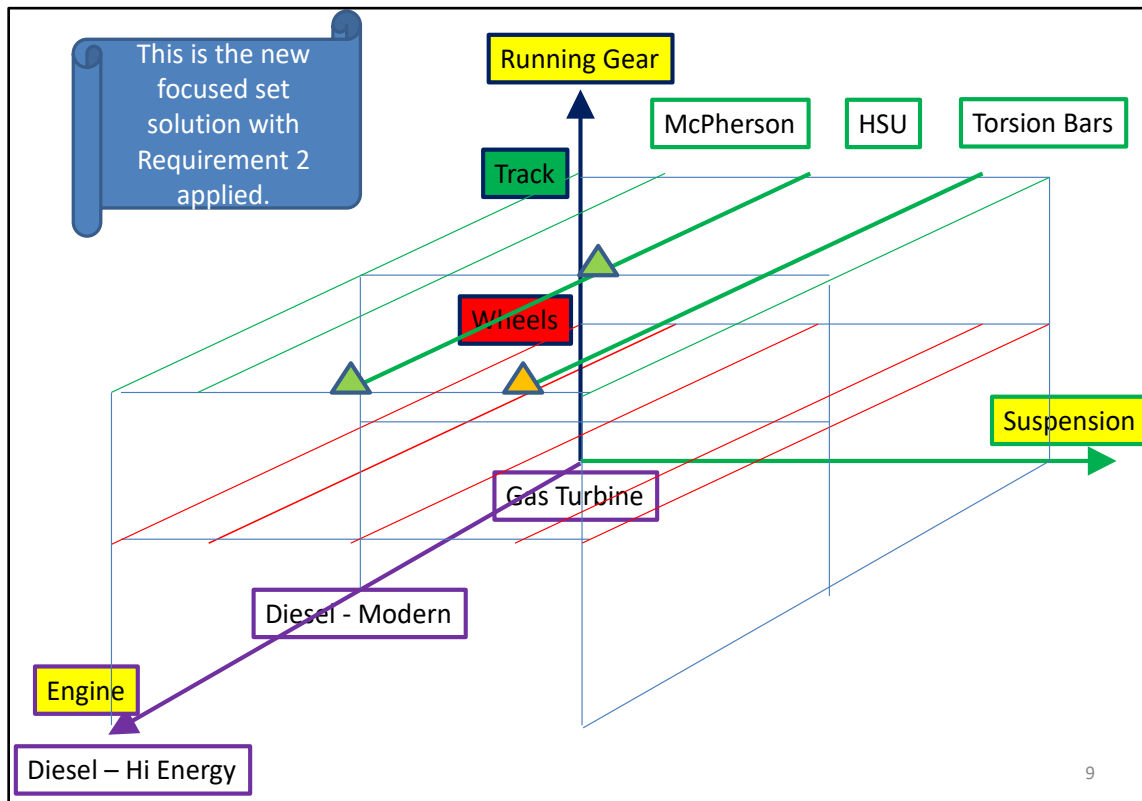 This is the new
focused set
solution with
Requirement 2
applied.
Running Gear
McPherson
HSU
Torsion Bars
Track
Wheels
Suspension
Gas Turbine
Diesel - Modern
Engine
Diesel – Hi Energy
9